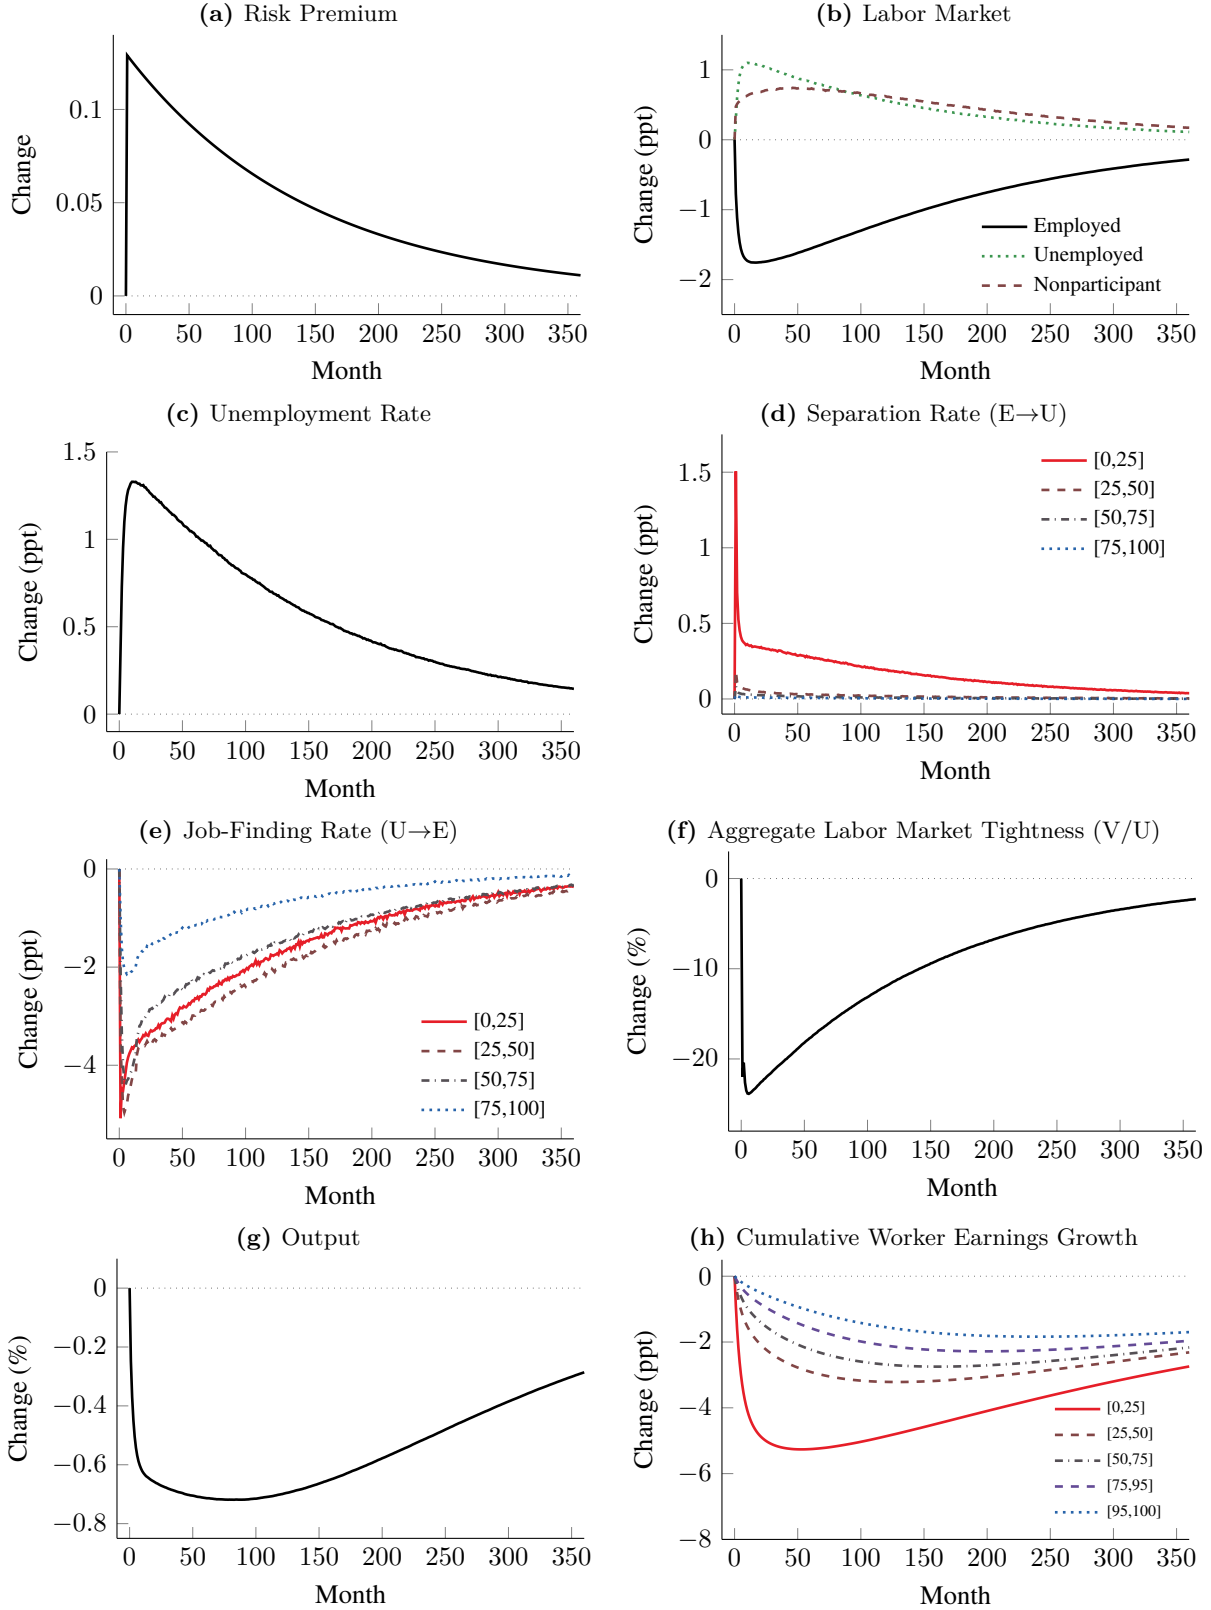 (a) Risk Premium
0.1
0.05
0
Change
0 50 100 150 200 250 300 350
Month
(b) Labor Market
1
0
−1
−2
Change (ppt)
Employed
Unemployed
Nonparticipant
0 50 100 150 200 250 300 350
Month
(c) Unemployment Rate
1.5
1
0.5
0
Change (ppt)
0 50 100 150 200 250 300 350
Month
(d) Separation Rate (E→U)
1.5
1
0.5
0
Change (ppt)
[0,25]
[25,50]
[50,75]
[75,100]
0 50 100 150 200 250 300 350
Month
(e) Job-Finding Rate (U→E)
0
−2
−4
Change (ppt)
[0,25]
[25,50]
[50,75]
[75,100]
0 50 100 150 200 250 300 350
Month
(f) Aggregate Labor Market Tightness (V/U)
0
−10
−20
Change (%)
0 50 100 150 200 250 300 350
Month
(g) Output
0
−0.2
−0.4
−0.6
−0.8
Change (%)
0 50 100 150 200 250 300 350
Month
(h) Cumulative Worker Earnings Growth
0
−2
−4
−6
−8
Change (ppt)
[0,25]
[25,50]
[50,75]
[75,95]
[95,100]
0 50 100 150 200 250 300 350
Month